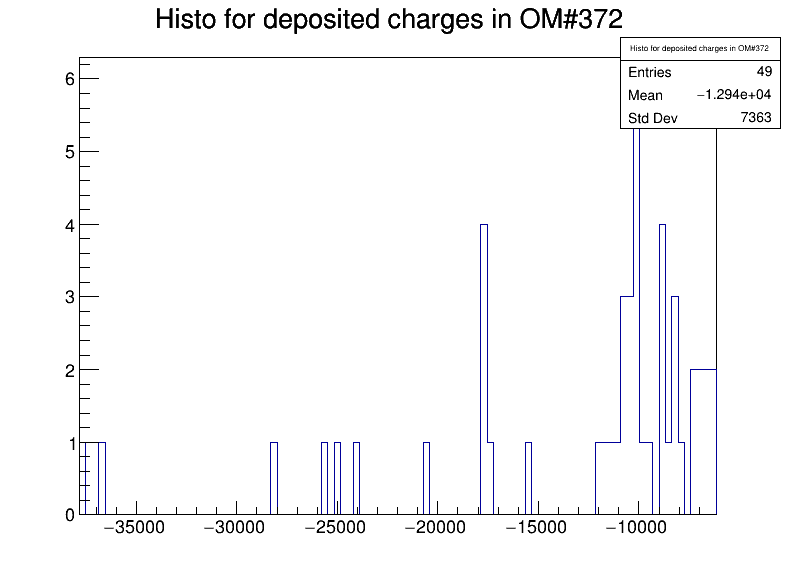 Histo for deposited charges in OM#372
Histo for deposited charges in OM#372
Entries 49
Mean −1.294e+04
Std Dev 7363
6
5
4
3
2
1
0
−35000 −30000 −25000 −20000 −15000 −10000